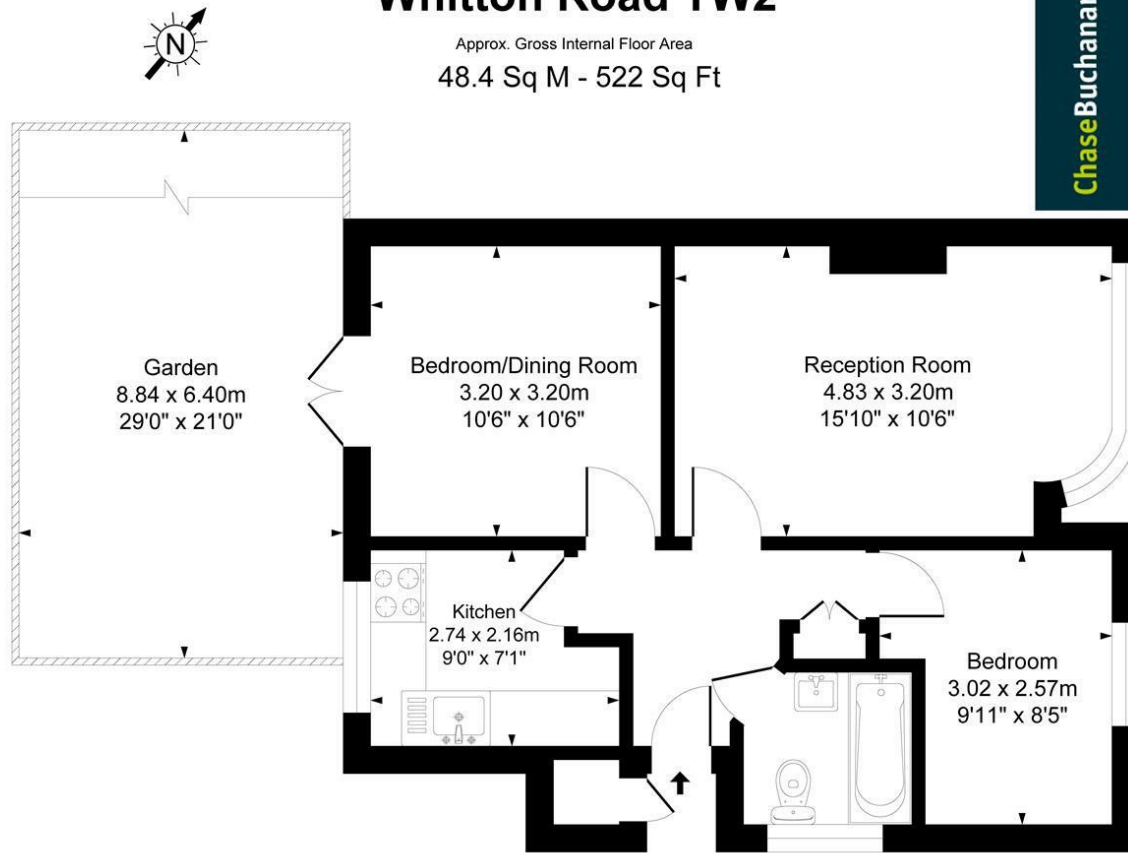 Whitton Road TW2
N
Approx. Gross Internal Floor Area
48.4 Sq M - 522 Sq Ft
ChaseBuchanan
Garden
8.84 x 6.40m
29'0" x 21'0"
Bedroom/Dining Room
3.20 x 3.20m
10'6" x 10'6"
Reception Room
4.83 x 3.20m
15'10" x 10'6"
Kitchen
2.74 x 2.16m
9'0" x 7'1"
Bedroom
3.02 x 2.57m
9'11" x 8'5"